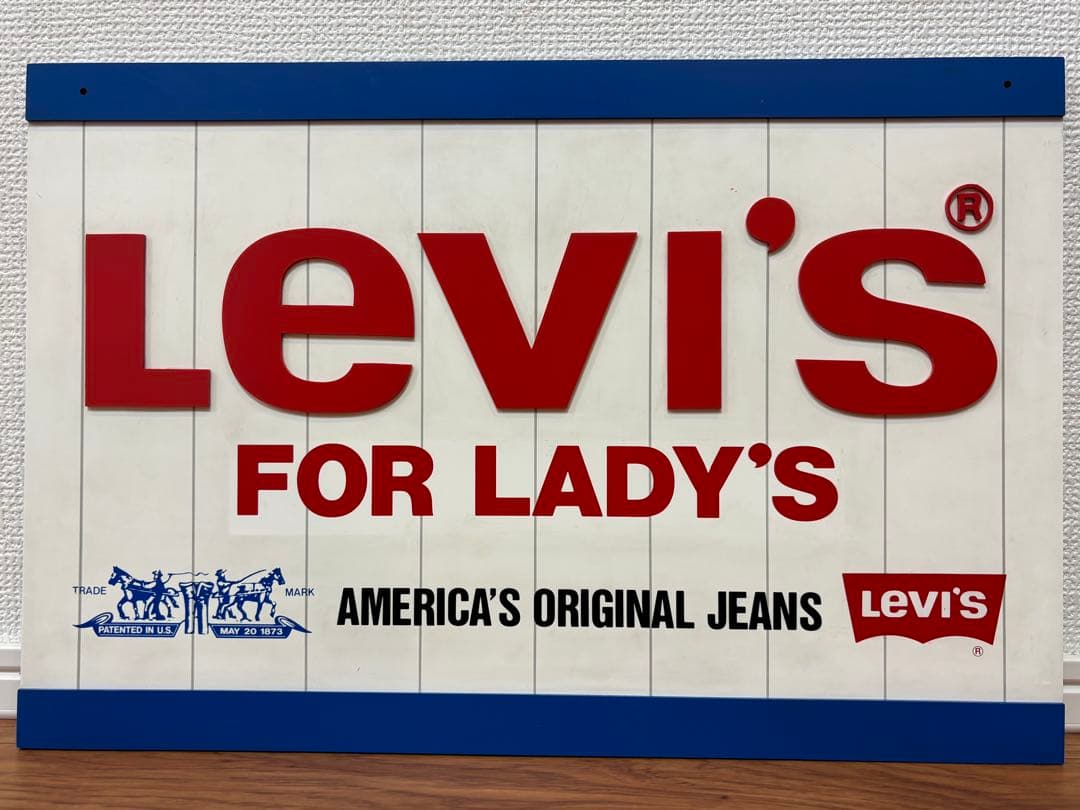 Levi's®
FOR LADY'S
TRADE MARK
PATENTED IN U.S. MAY 20 1873
AMERICA'S ORIGINAL JEANS
Levi's
®